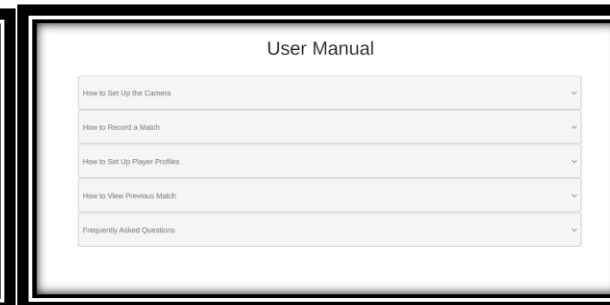 User Manual
How to Set Up the Camera
How to Record a Match
How to Set Up Player Profiles
How to View Previous Match
Frequently Asked Questions